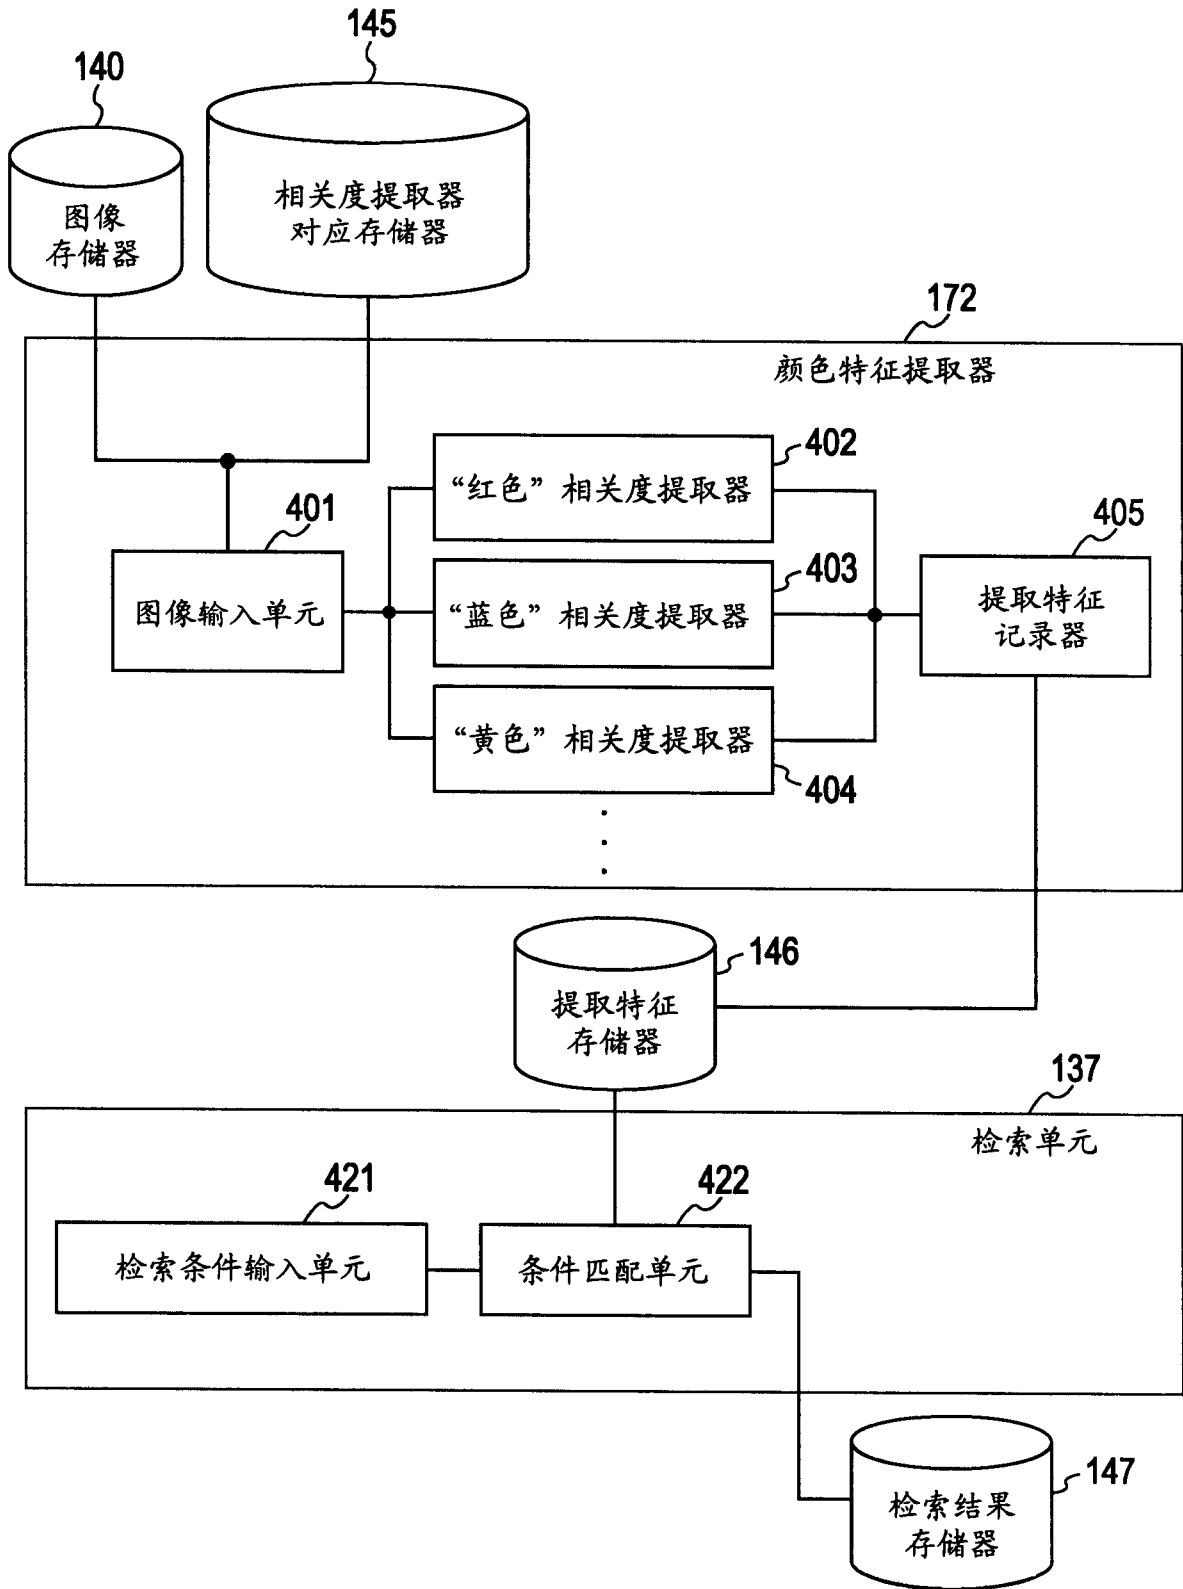 145
140
图像
存储器
相关度提取器
对应存储器
172
颜色特征提取器
402
“红色”相关度提取器
401
图像输入单元
403
“蓝色”相关度提取器
405
提取特征
记录器
“黄色”相关度提取器
404
146
提取特征
存储器
137
检索单元
421
检索条件输入单元
422
条件匹配单元
147
检索结果
存储器